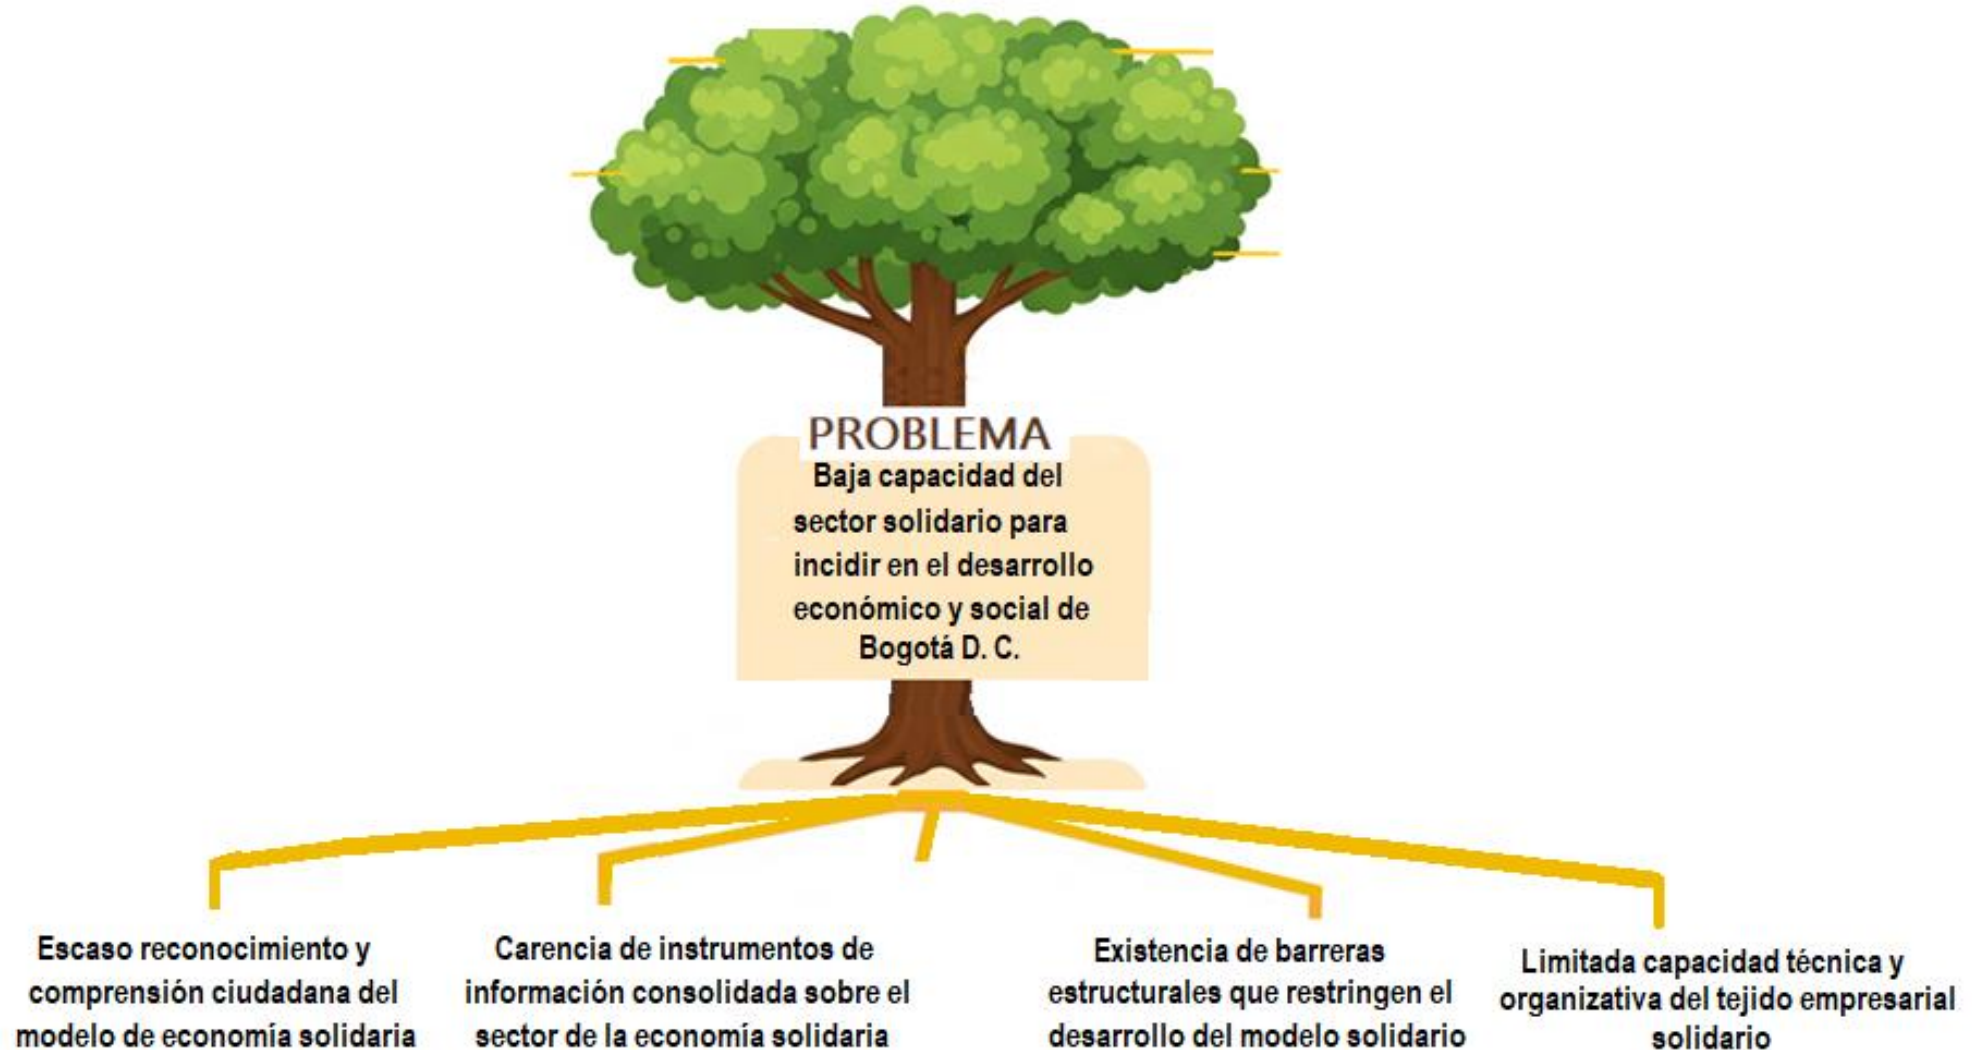 PROBLEMA
Baja capacidad del
sector solidario para
incidir en el desarrollo
económico y social de
Bogotá D. C.
Escaso reconocimiento y
comprensión ciudadana del
modelo de economía solidaria
Carencia de instrumentos de
información consolidada sobre el
sector de la economía solidaria
Existencia de barreras
estructurales que restringen el
desarrollo del modelo solidario
Limitada capacidad técnica y
organizativa del tejido empresarial
solidario